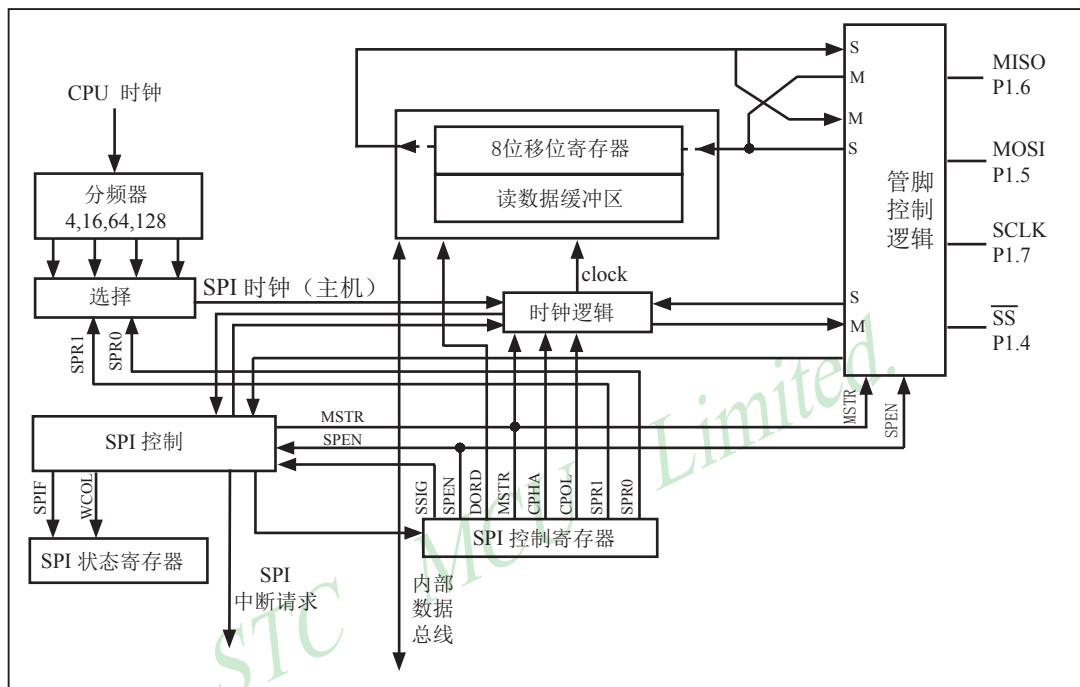 CPU 时钟
分频器
4,16,64,128
选择
SPI 时钟（主机）
SPR1
SPR0
8位移位寄存器
读数据缓冲区
clock
时钟逻辑
S
M
M
S
S
M
管脚
控制
逻辑
MISO
P1.6
MOSI
P1.5
SCLK
P1.7
SS
P1.4
MSTR
SPEN
SPI 控制
MSTR
SPEN
SPIF
WCOL
SPI 状态寄存器
SPI
中断请求
SSIG
SPEN
DORD
MSTR
CPHA
CPOL
SPR1
SPR0
SPI 控制寄存器
内部
数据
总线
STC MCU Limited.